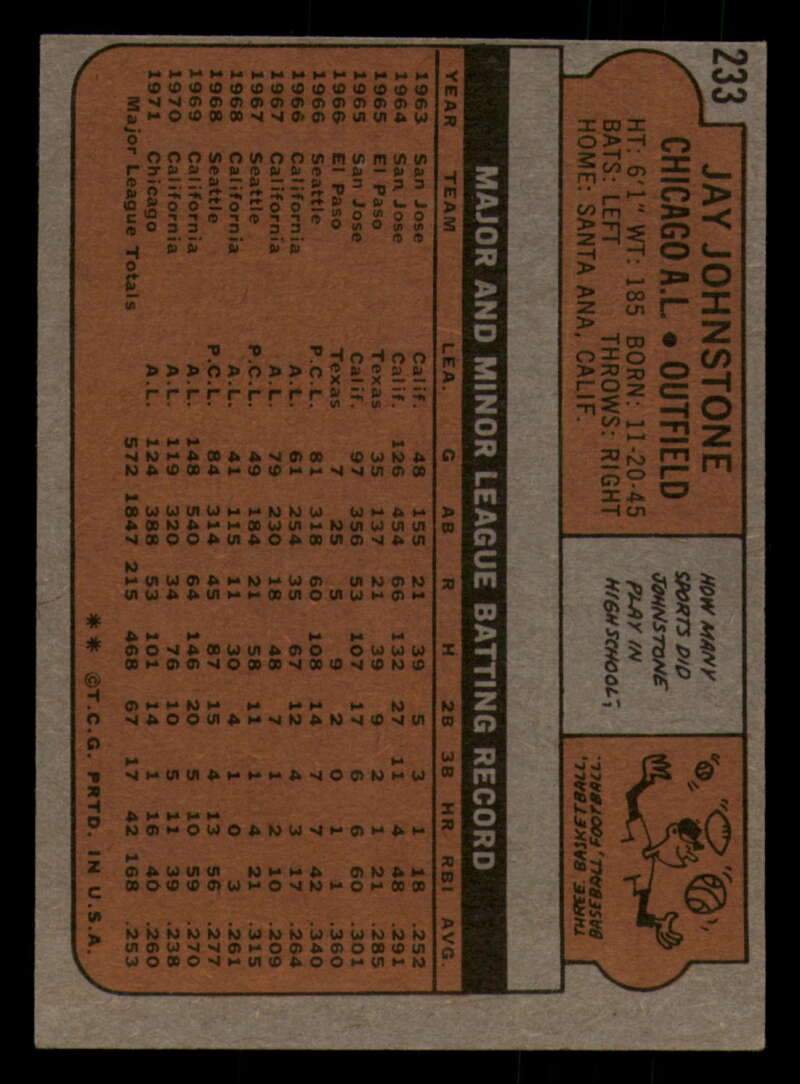 233
JAY JOHNSTONE
CHICAGO A.L. • OUTFIELD
HT: 6'1" WT: 185 BORN: 11-20-45
BATS: LEFT THROWS: RIGHT
HOME: SANTA ANA, CALIF.
HOW MANY
SPORTS DID
JOHNSTONE
PLAY IN
HIGH SCHOOL?
THREE. BASKETBALL,
BASEBALL, FOOTBALL.
MAJOR AND MINOR LEAGUE BATTING RECORD
YEAR TEAM LEA. G AB R H 2B 3B HR RBI AVG.
1963 San Jose Calif. 48 155 21 39 5 3 1 18 .252
1964 San Jose Calif. 126 454 66 132 27 11 4 48 .291
1965 El Paso Texas 35 137 21 39 9 2 1 21 .285
1965 San Jose Calif. 97 356 53 107 17 6 6 60 .301
1966 El Paso Texas 7 25 5 9 2 0 1 1 .360
1966 Seattle P.C.L. 81 318 60 108 14 7 7 42 .340
1966 California A.L. 61 254 35 67 12 4 3 17 .264
1967 California A.L. 79 230 18 48 7 1 2 10 .209
1967 Seattle P.C.L. 49 184 21 58 11 1 4 21 .315
1968 California A.L. 41 115 11 30 4 1 0 3 .261
1968 Seattle P.C.L. 84 314 45 87 15 4 13 56 .277
1969 California A.L. 148 540 64 146 20 5 10 59 .270
1970 California A.L. 119 320 34 76 10 5 11 39 .238
1971 Chicago A.L. 124 388 53 101 14 1 16 40 .260
Major League Totals 572 1847 215 468 67 17 42 168 .253
** ©T.C.G. PRTD. IN U.S.A.